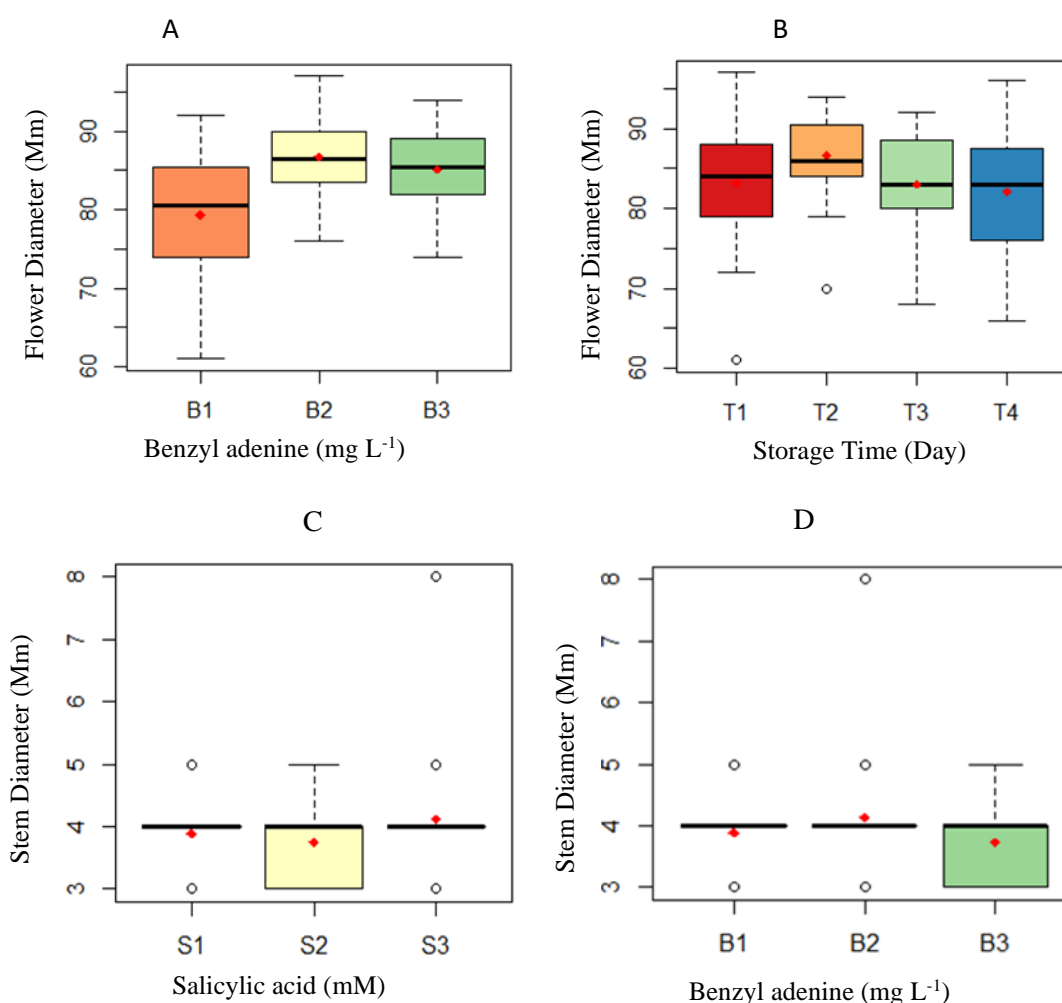 A
Flower Diameter (Mm)
90
80
70
60
B1 B2 B3
Benzyl adenine (mg L-1)
B
Flower Diameter (Mm)
90
80
70
60
T1 T2 T3 T4
Storage Time (Day)
C
Stem Diameter (Mm)
8
7
6
5
4
3
S1 S2 S3
Salicylic acid (mM)
D
Stem Diameter (Mm)
8
7
6
5
4
3
B1 B2 B3
Benzyl adenine (mg L-1)